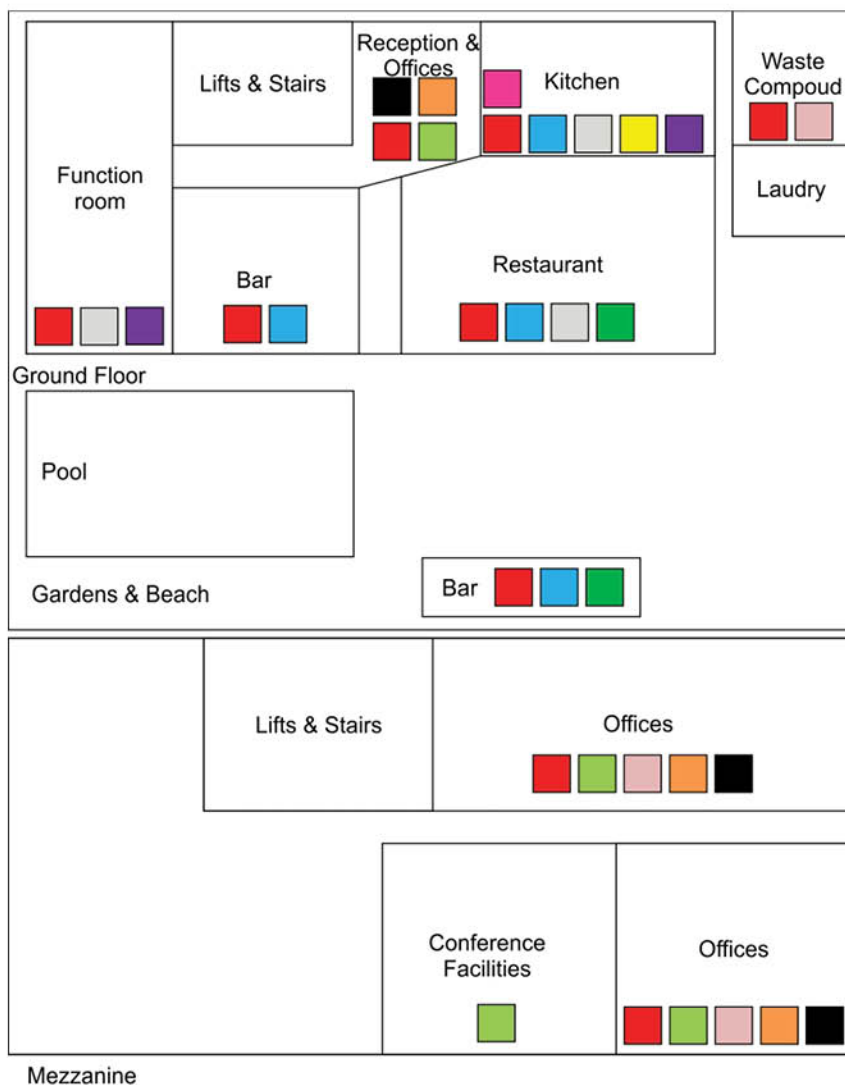 Reception &
Offices
Lifts & Stairs
Kitchen
Waste
Compoud
Function
room
Laudry
Bar
Restaurant
Ground Floor
Pool
Gardens & Beach
Bar
Lifts & Stairs
Offices
Conference
Facilities
Offices
Mezzanine